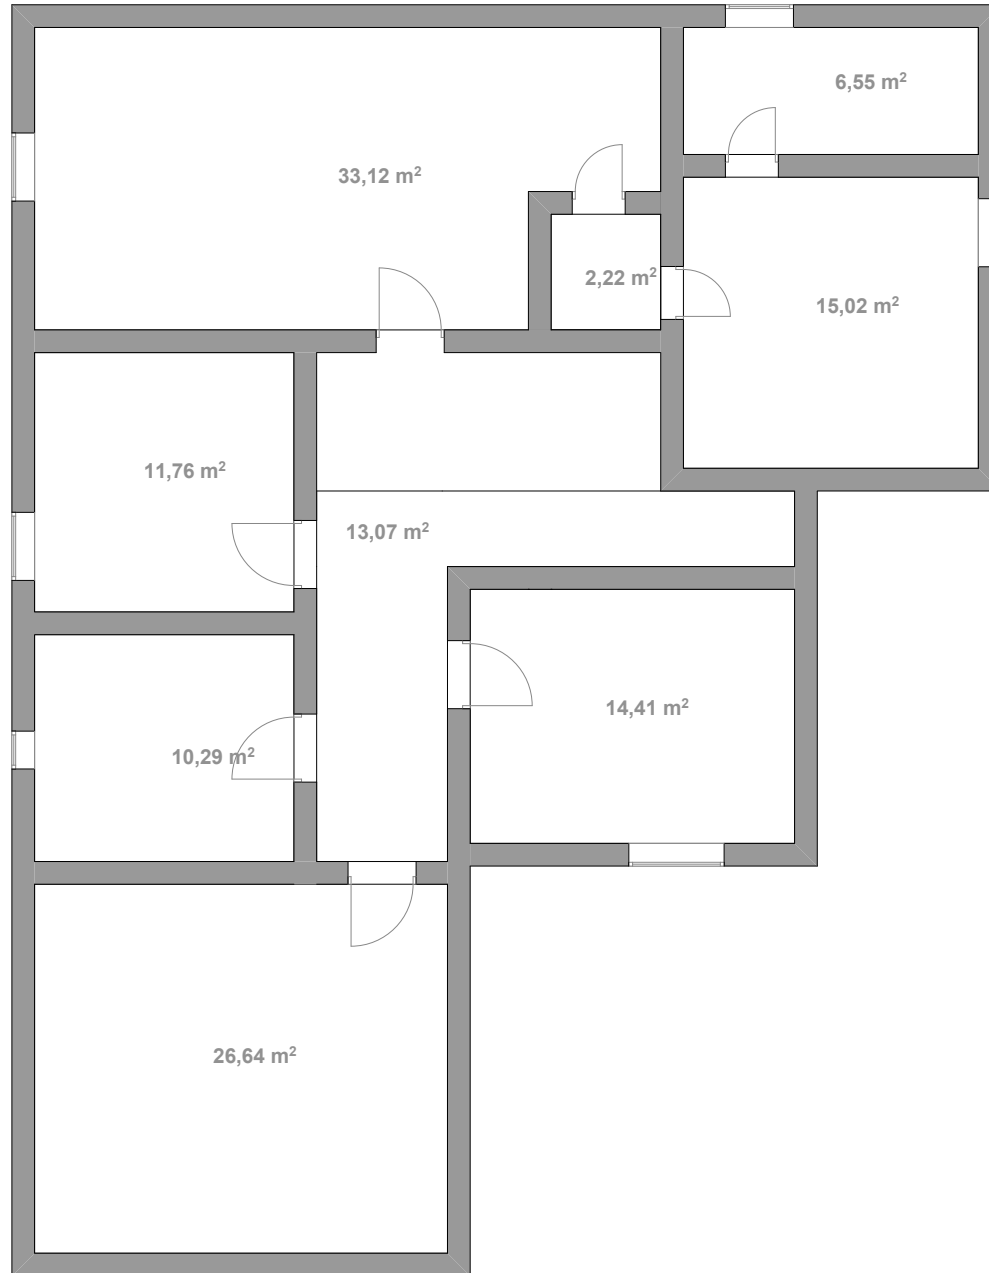 6,55 m²
33,12 m²
2,22 m²
15,02 m²
11,76 m²
13,07 m²
14,41 m²
10,29 m²
26,64 m²